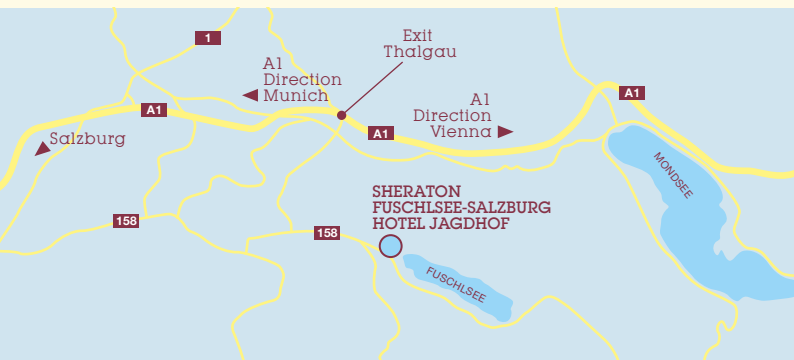 1
Exit
Thalgau
A1
Direction
Munich
A1
Direction
Vienna
A1
A1
A1
Salzburg
MONDSEE
SHERATON
FUSCHLSEE-SALZBURG
HOTEL JAGDHOF
158
158
FUSCHLSEE